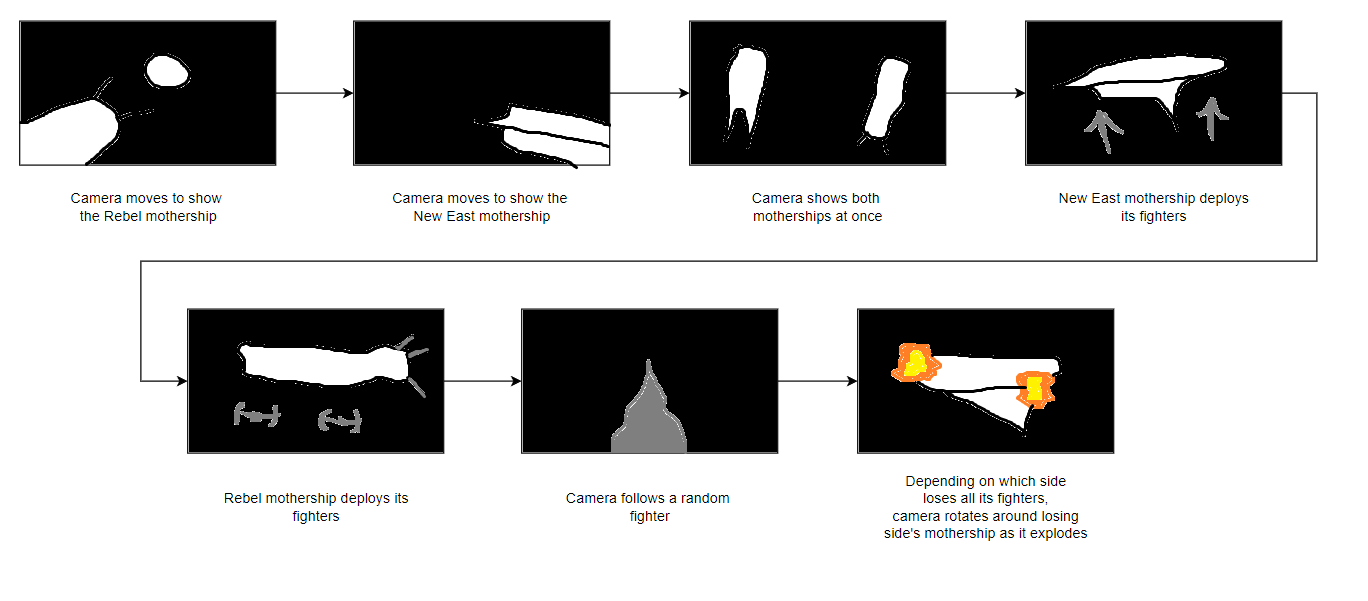 Camera moves to show
the Rebel mothership
Camera moves to show the
New East mothership
Camera shows both
motherships at once
New East mothership deploys
its fighters
Rebel mothership deploys its
fighters
Camera follows a random
fighter
Depending on which side
loses all its fighters,
camera rotates around losing
side's mothership as it explodes